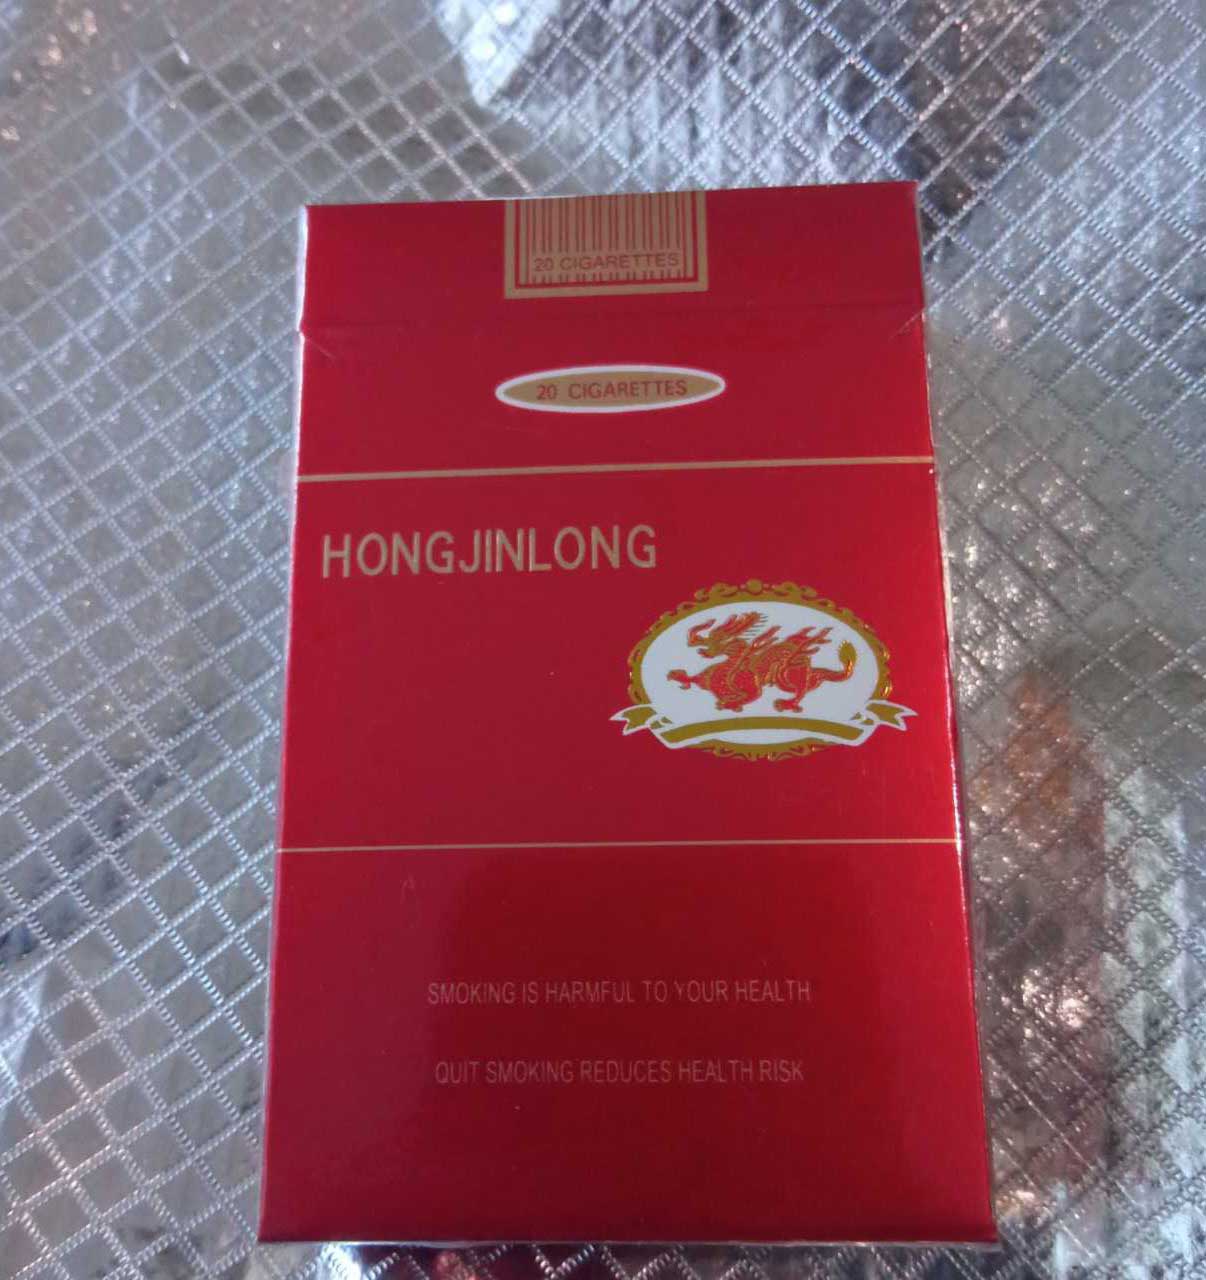 20 CIGARETTES
20 CIGARETTES
HONGJINLONG
SMOKING IS HARMFUL TO YOUR HEALTH
QUIT SMOKING REDUCES HEALTH RISK